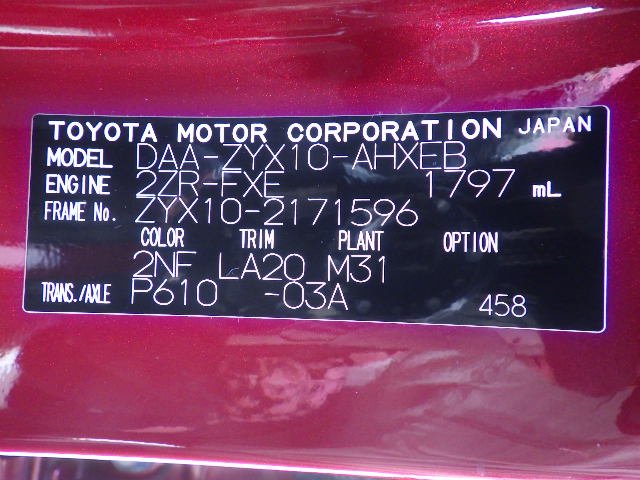 TOYOTA MOTOR CORPORATION JAPAN
MODEL DAA-ZYX10-AHXEB
ENGINE 2ZR-FXE 1797 mL
FRAME No. ZYX10-2171596
COLOR TRIM PLANT OPTION
2NF LA20 M31
TRANS./AXLE P610 -03A 458